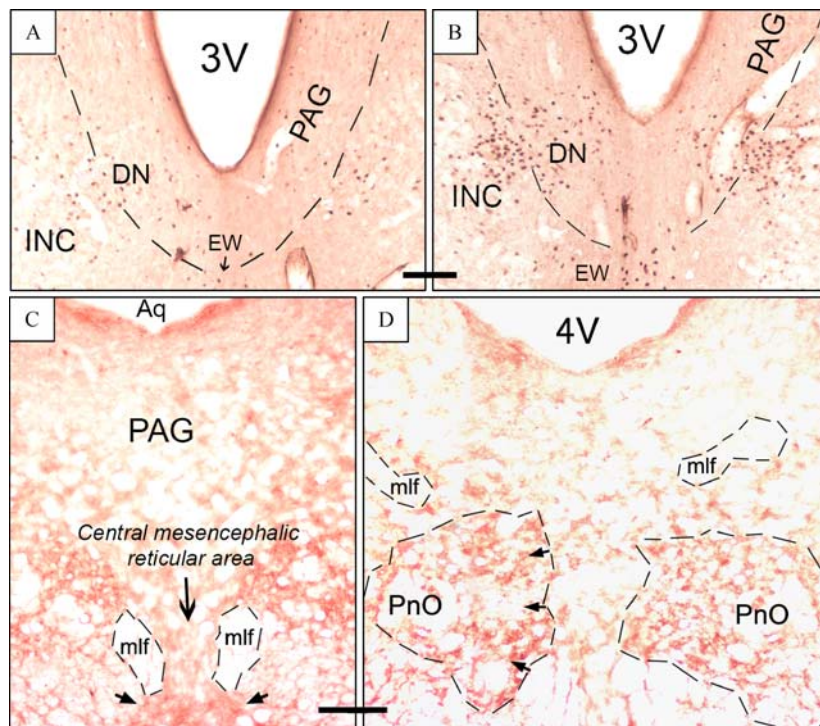 A
3V
PAG
DN
INC
EW
B
3V
PAG
DN
INC
EW
C
Aq
PAG
Central mesencephalic
reticular area
mlf
mlf
D
4V
mlf
mlf
PnO
PnO